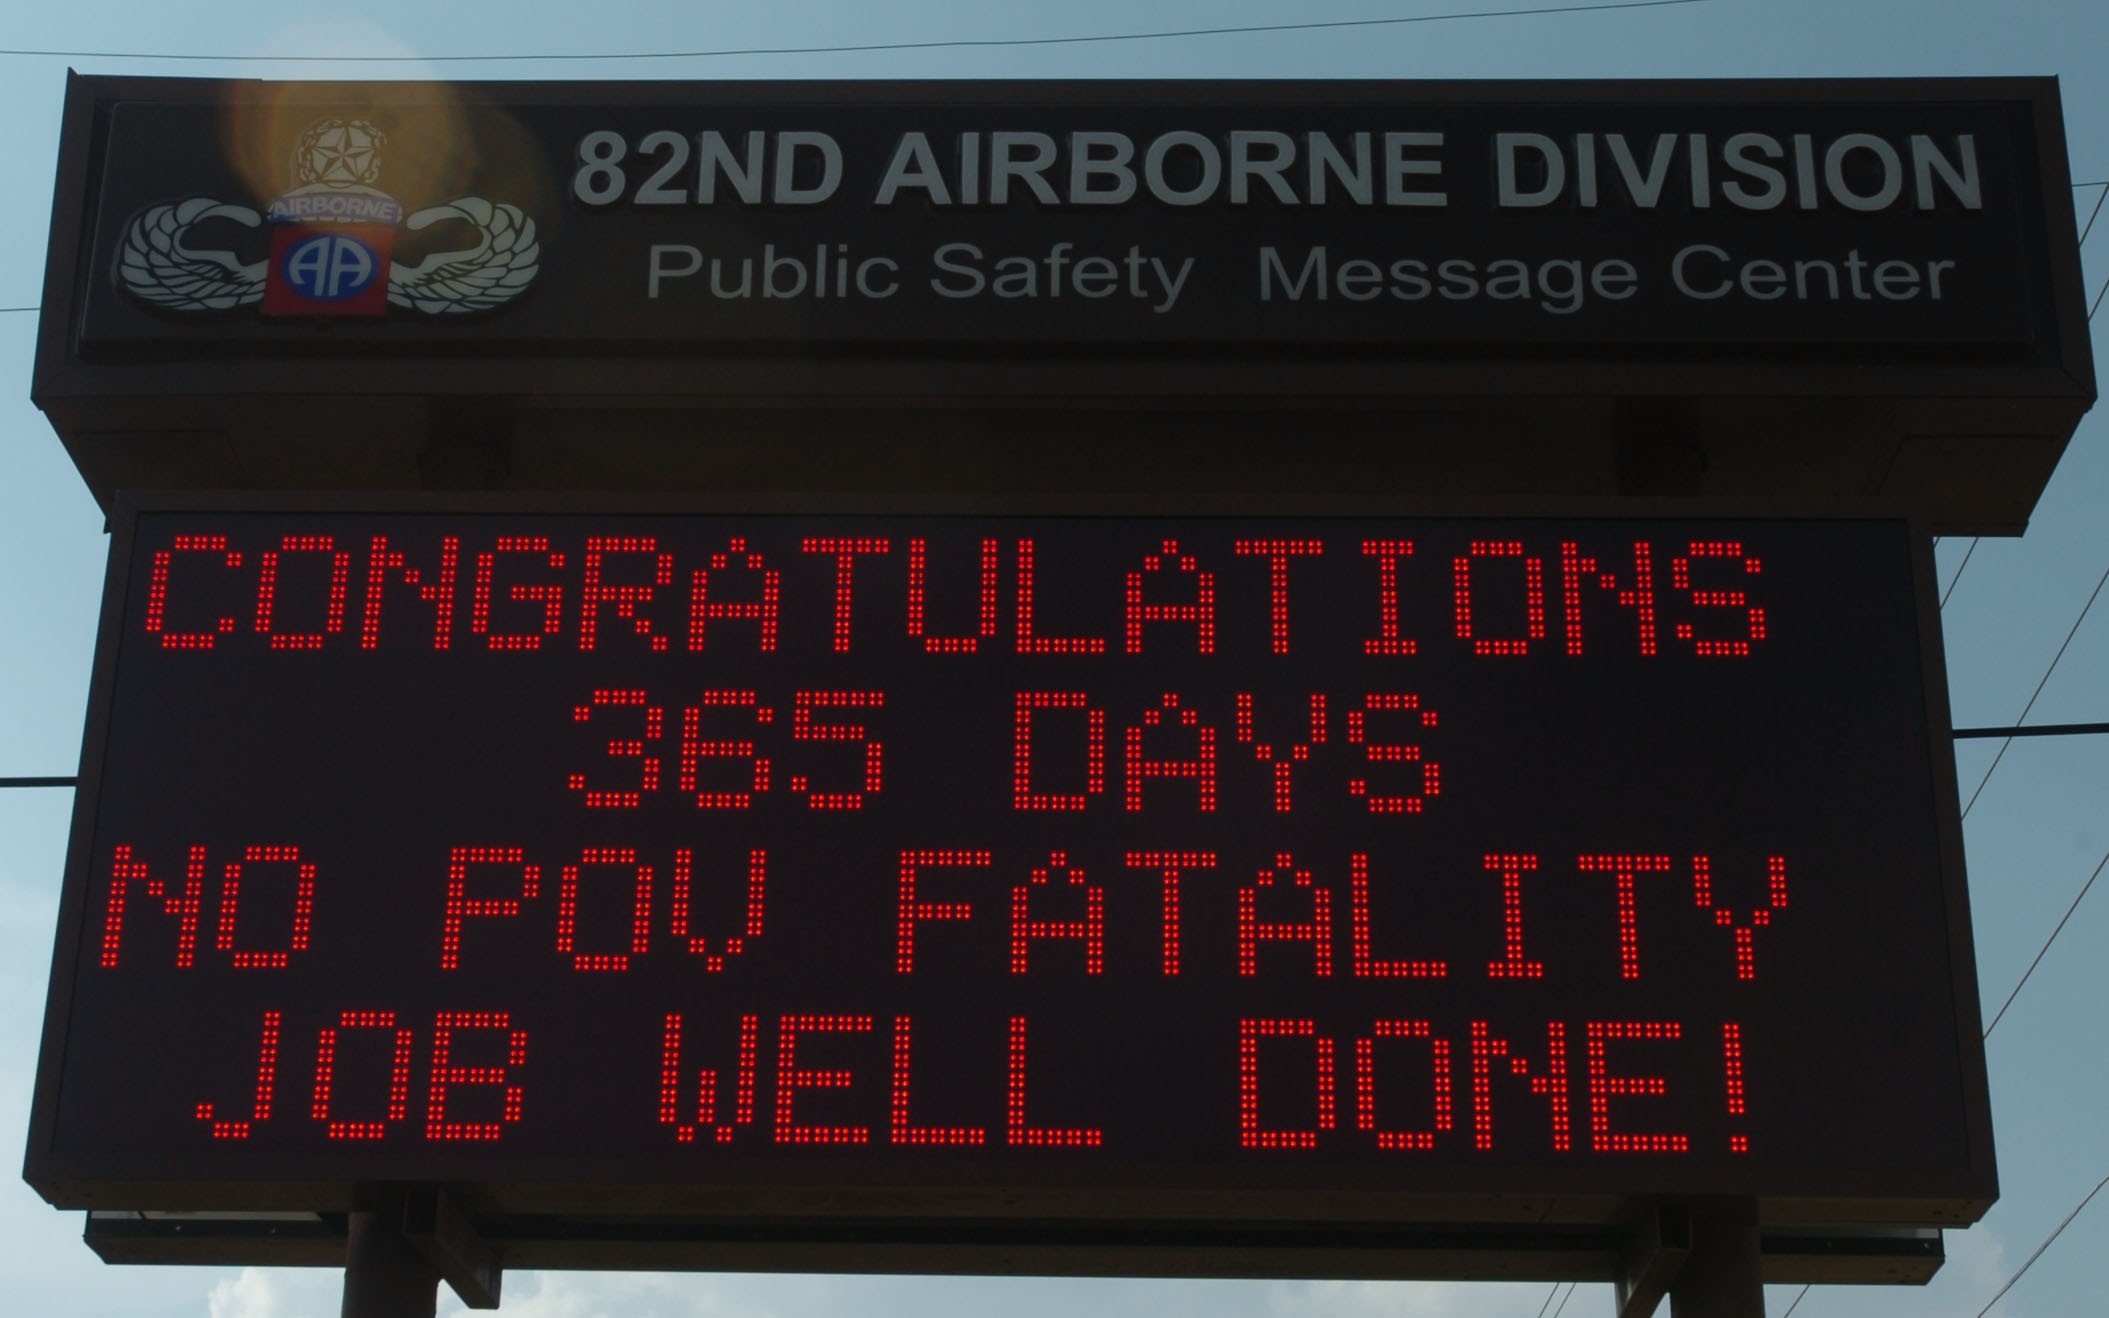 82ND AIRBORNE DIVISION
Public Safety Message Center
AIRBORNE
AA
CONGRATULATIONS
365 DAYS
NO POV FATALITY
JOB WELL DONE!